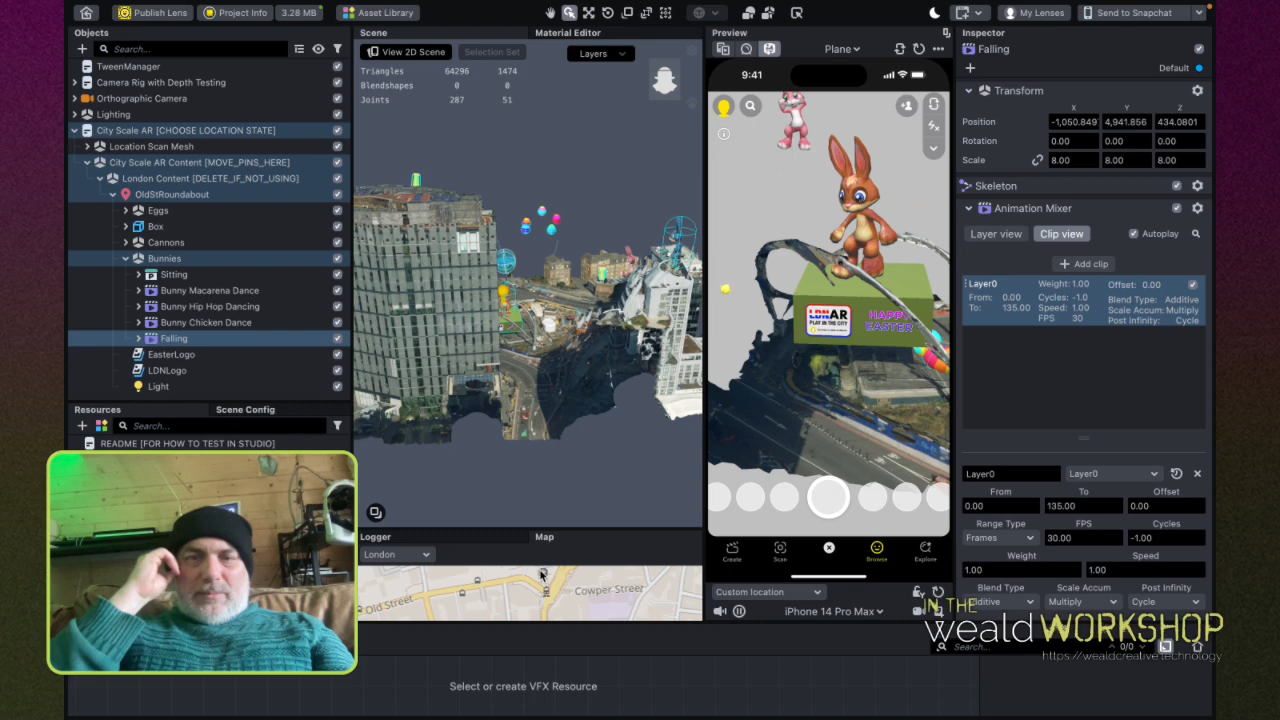 Publish Lens
Project Info
3.28 MB
Asset Library
My Lenses
Send to Snapchat
Objects
Search...
TweenManager
Camera Rig with Depth Testing
Orthographic Camera
Lighting
City Scale AR [CHOOSE LOCATION STATE]
Location Scan Mesh
City Scale AR Content [MOVE_PINS_HERE]
London Content [DELETE_IF_NOT_USING]
OldStRoundabout
Eggs
Box
Cannons
Bunnies
Sitting
Bunny Macarena Dance
Bunny Hip Hop Dancing
Bunny Chicken Dance
Falling
EasterLogo
LDNLogo
Light
Resources
Scene Config
Search...
README [FOR HOW TO TEST IN STUDIO]
Scene
Material Editor
View 2D Scene
Selection Set
Layers
Triangles 64296 1474
Blendshapes 0 0
Joints 287 51
Logger
Map
London
Old Street
Cowper Street
Select or create VFX Resource
Preview
Plane
9:41
LDNAR
PLAY IN THE CITY
HAPPY
EASTER
Create
Scan
Browse
Explore
Custom location
iPhone 14 Pro Max
Inspector
Falling
Default
Transform
X Y Z
Position -1,050.849 4,941.856 434.0801
Rotation 0.00 0.00 0.00
Scale 8.00 8.00 8.00
Skeleton
Animation Mixer
Layer view
Clip view
Autoplay
Add clip
Layer0 Weight: 1.00 Offset: 0.00
From: 0.00 Cycles: -1.0 Blend Type: Additive
To: 135.00 Speed: 1.00 Scale Accum: Multiply
FPS 30 Post Infinity: Cycle
Layer0
Layer0
From To Offset
0.00 135.00 0.00
Range Type FPS Cycles
Frames 30.00 -1.00
Weight Speed
1.00 1.00
Blend Type Scale Accum Post Infinity
dditive Multiply Cycle
Search...
0/0
IN THE
weald WORKSHOP
https://wealdcreative.technology